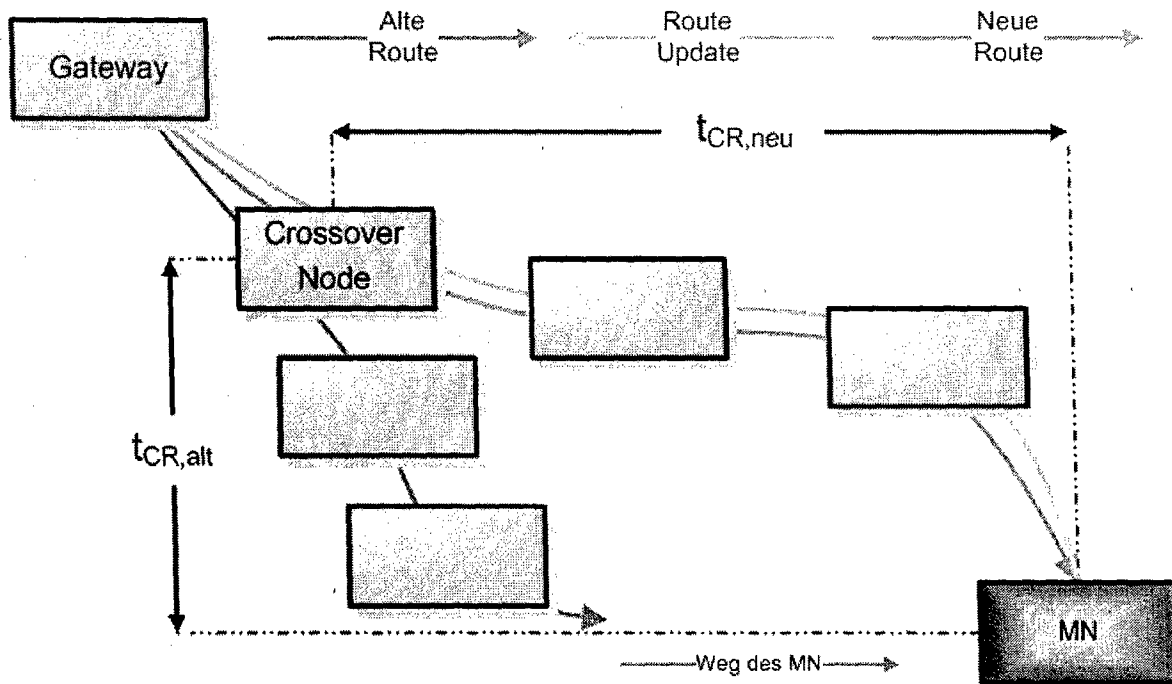 Alte
Route
Route
Update
Neue
Route
Gateway
tCR,neu
Crossover
Node
tCR,alt
MN
Weg des MN